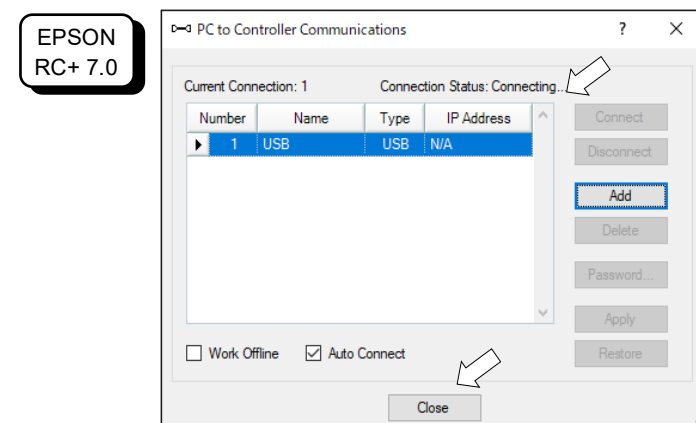 EPSON
RC+ 7.0
PC to Controller Communications
Current Connection: 1 Connection Status: Connecting...
Number Name Type IP Address
1 USB USB N/A
Connect
Disconnect
Add
Delete
Password...
Apply
Restore
Work Offline Auto Connect
Close